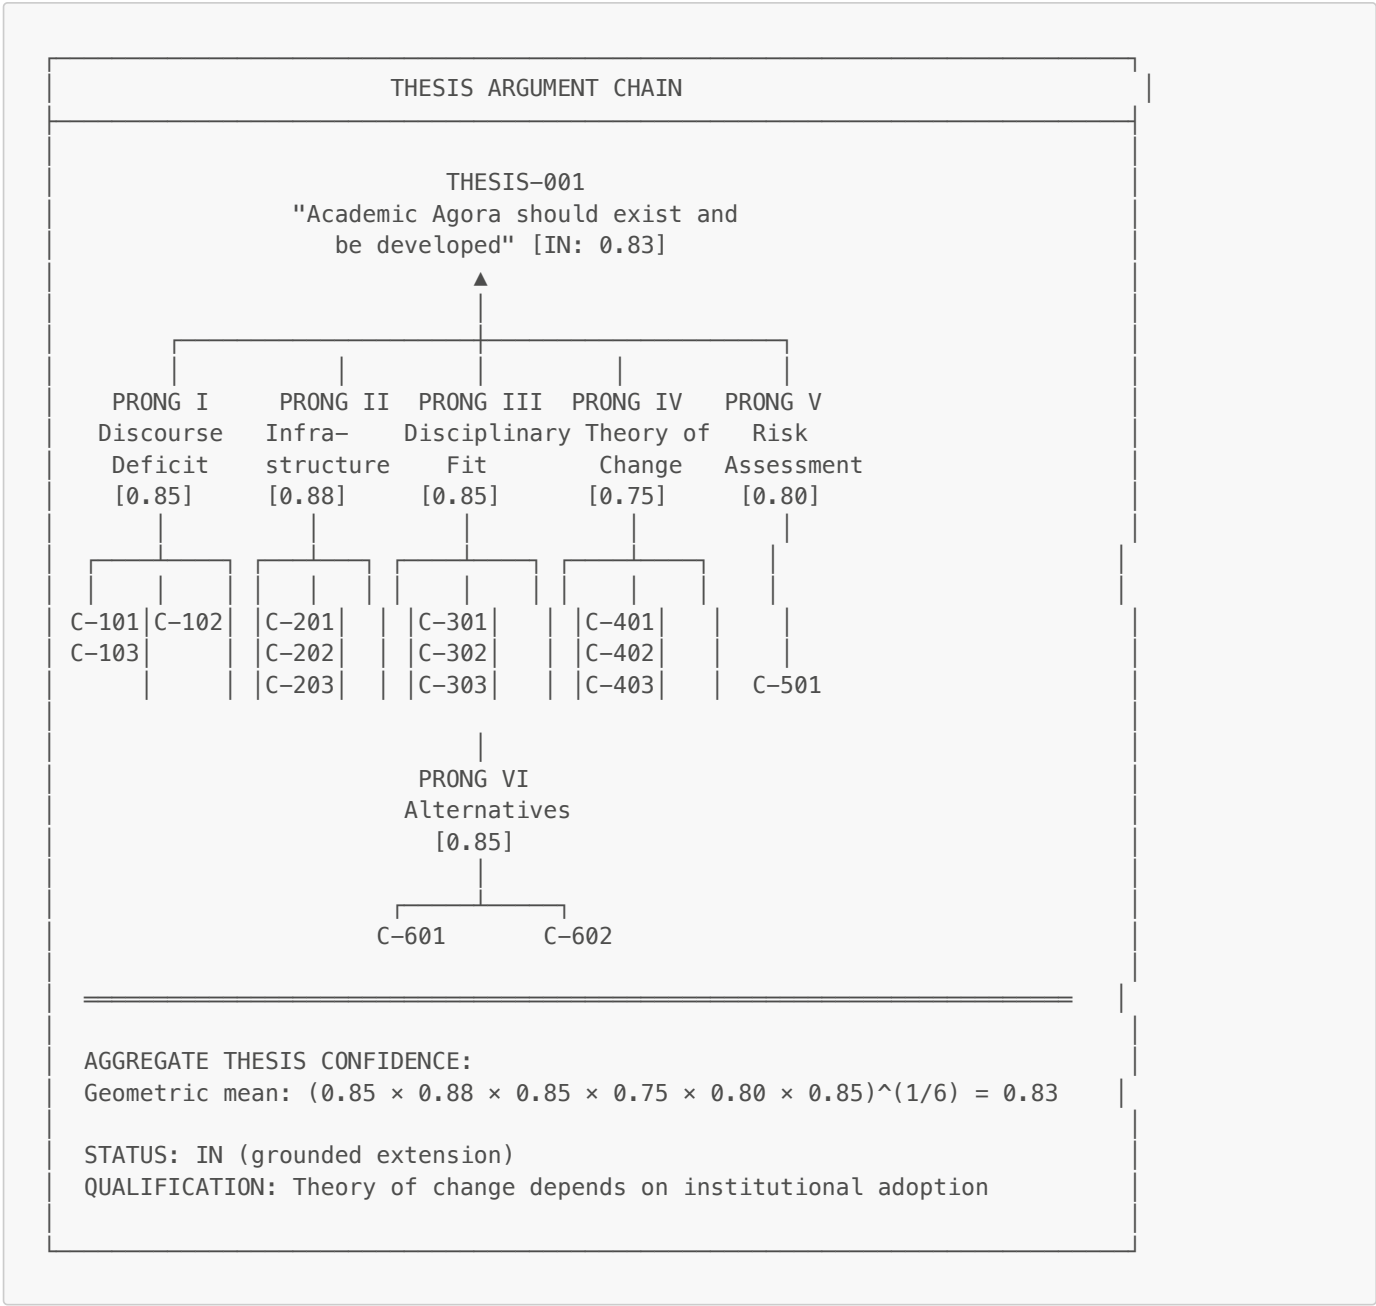 THESIS ARGUMENT CHAIN
THESIS-001
"Academic Agora should exist and
be developed" [IN: 0.83]
PRONG I PRONG II PRONG III PRONG IV PRONG V
Discourse Infra- Disciplinary Theory of Risk
Deficit structure Fit Change Assessment
[0.85] [0.88] [0.85] [0.75] [0.80]
C-101 C-102 C-201 C-301 C-401
C-103 C-202 C-302 C-402
C-203 C-303 C-403 C-501
PRONG VI
Alternatives
[0.85]
C-601 C-602
AGGREGATE THESIS CONFIDENCE:
Geometric mean: (0.85 × 0.88 × 0.85 × 0.75 × 0.80 × 0.85)^(1/6) = 0.83
STATUS: IN (grounded extension)
QUALIFICATION: Theory of change depends on institutional adoption